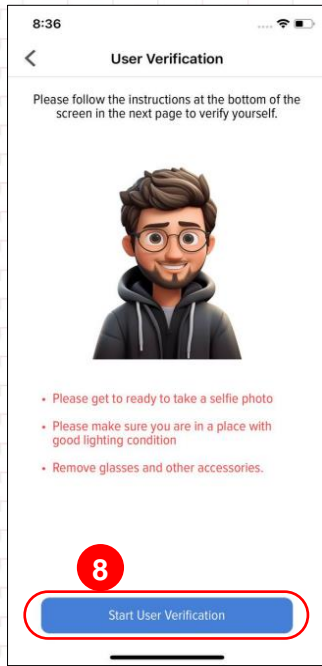 8:36
User Verification
Please follow the instructions at the bottom of the
screen in the next page to verify yourself.
• Please get to ready to take a selfie photo
• Please make sure you are in a place with
good lighting condition
• Remove glasses and other accessories.
8
Start User Verification